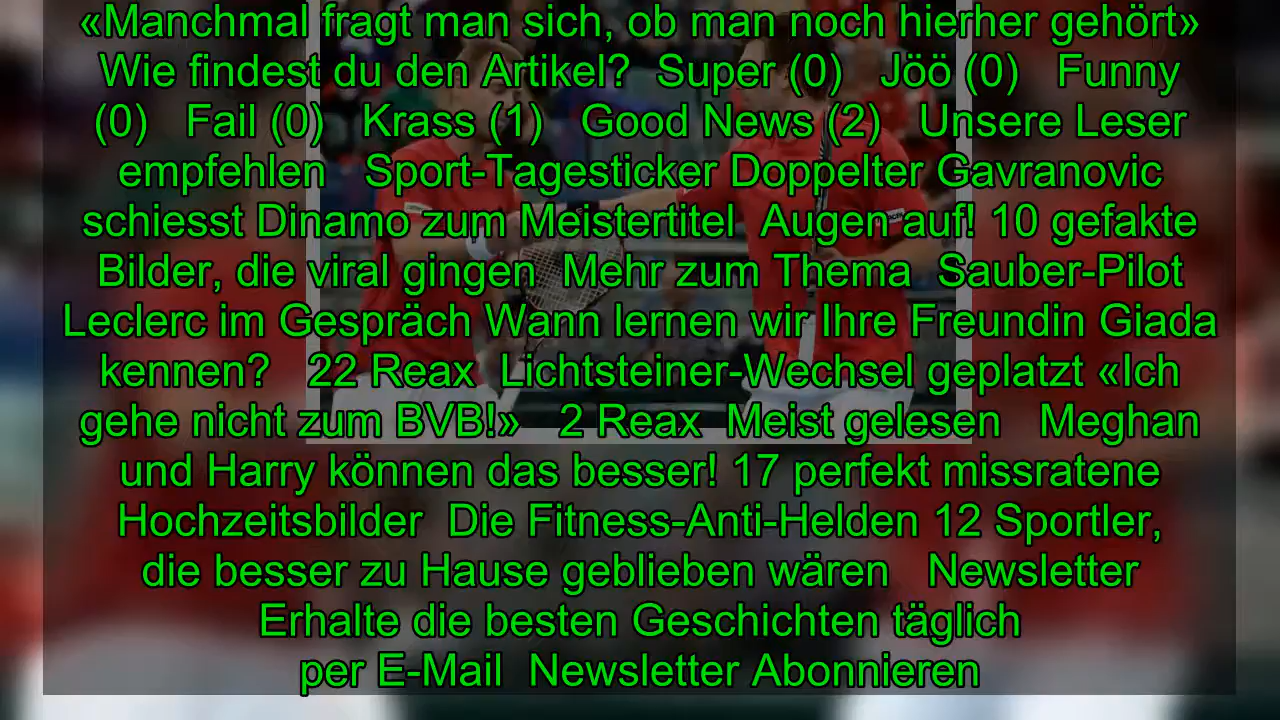 «Manchmal fragt man sich, ob man noch hierher gehört»
Wie findest du den Artikel? Super (0) Jöö (0) Funny
(0) Fail (0) Krass (1) Good News (2) Unsere Leser
empfehlen Sport-Tagesticker Doppelter Gavranovic
schiesst Dinamo zum Meistertitel Augen auf! 10 gefakte
Bilder, die viral gingen Mehr zum Thema Sauber-Pilot
Leclerc im Gespräch Wann lernen wir Ihre Freundin Giada
kennen? 22 Reax Lichtsteiner-Wechsel geplatzt «Ich
gehe nicht zum BVB!» 2 Reax Meist gelesen Meghan
und Harry können das besser! 17 perfekt missratene
Hochzeitsbilder Die Fitness-Anti-Helden 12 Sportler,
die besser zu Hause geblieben wären Newsletter
Erhalte die besten Geschichten täglich
per E-Mail Newsletter Abonnieren